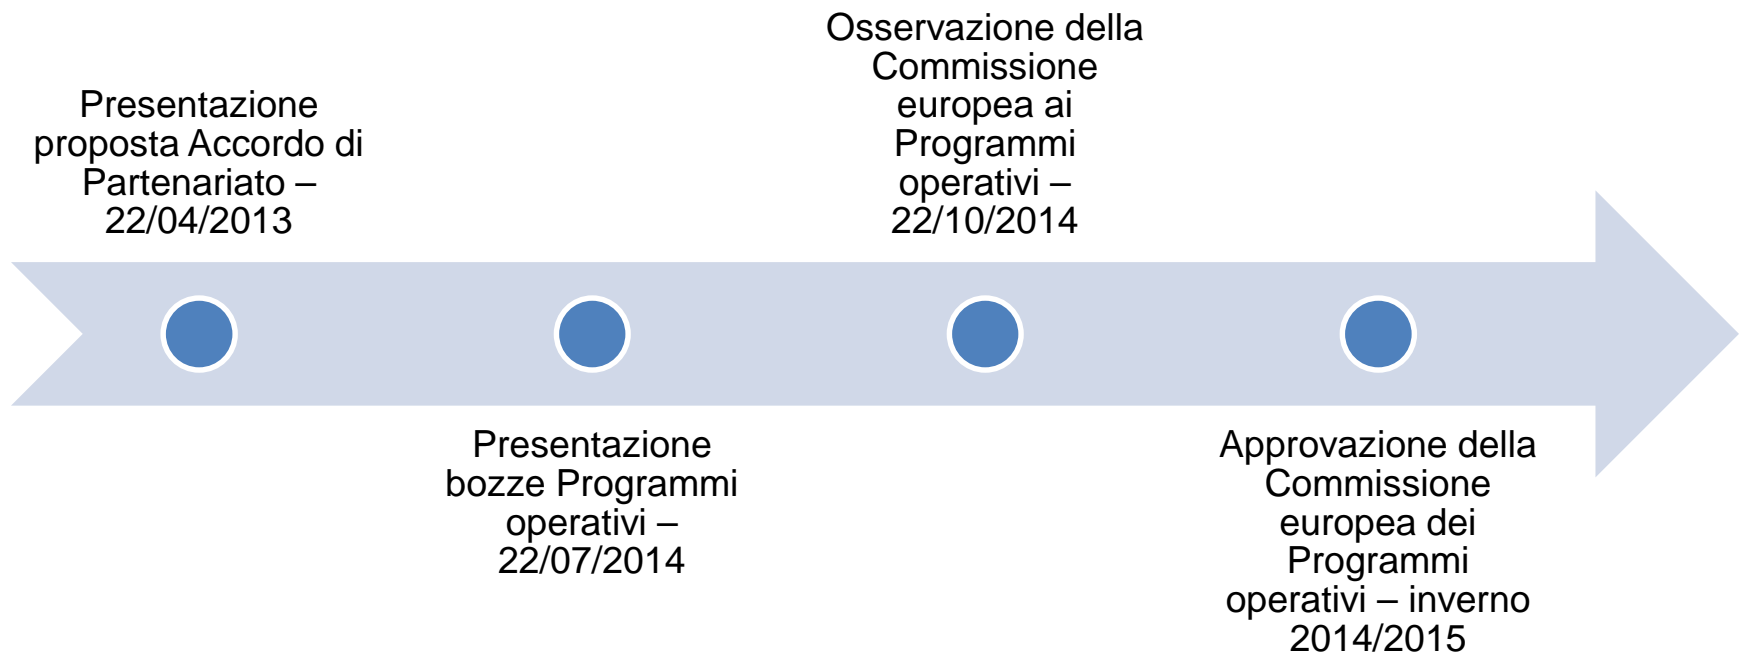 Presentazione
proposta Accordo di
Partenariato –
22/04/2013
Presentazione
bozze Programmi
operativi –
22/07/2014
Osservazione della
Commissione
europea ai
Programmi
operativi –
22/10/2014
Approvazione della
Commissione
europea dei
Programmi
operativi – inverno
2014/2015